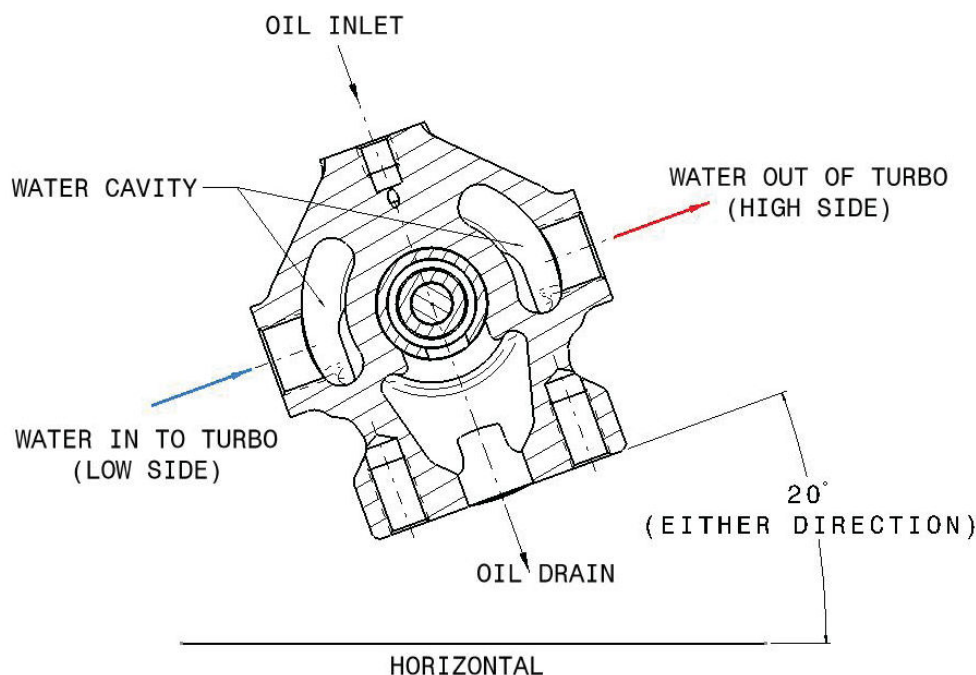 OIL INLET
WATER CAVITY
WATER OUT OF TURBO
(HIGH SIDE)
WATER IN TO TURBO
(LOW SIDE)
20°
(EITHER DIRECTION)
OIL DRAIN
HORIZONTAL